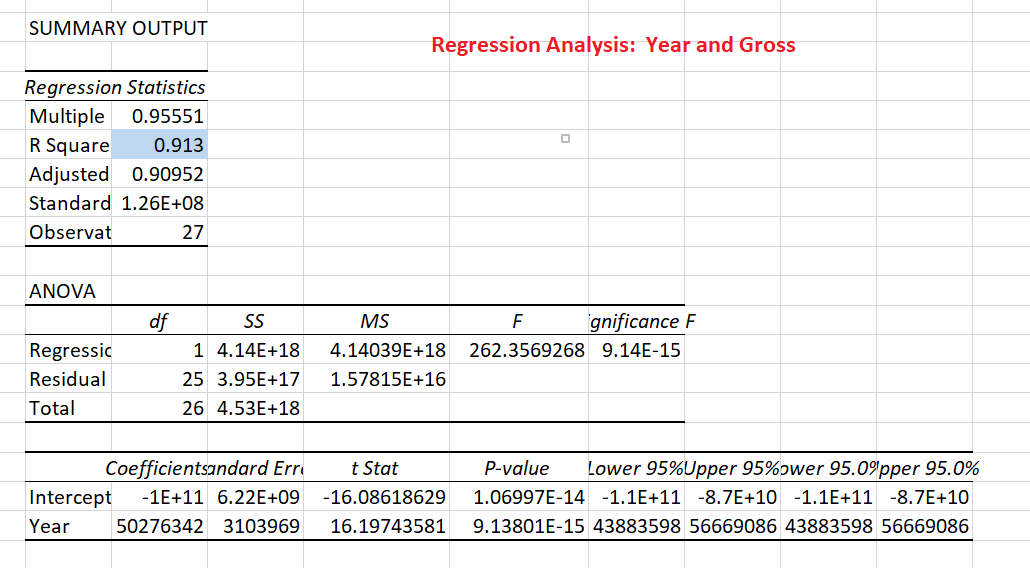 SUMMARY OUTPUT
Regression Analysis: Year and Gross
Regression Statistics
Multiple 0.95551
R Square 0.913
Adjusted 0.90952
Standard 1.26E+08
Observat 27
ANOVA
df SS MS F ignificance F
Regressic 1 4.14E+18 4.14039E+18 262.3569268 9.14E-15
Residual 25 3.95E+17 1.57815E+16
Total 26 4.53E+18
Coefficients andard Erro t Stat P-value Lower 95% Upper 95% ower 95.0% pper 95.0%
Intercept -1E+11 6.22E+09 -16.08618629 1.06997E-14 -1.1E+11 -8.7E+10 -1.1E+11 -8.7E+10
Year 50276342 3103969 16.19743581 9.13801E-15 43883598 56669086 43883598 56669086